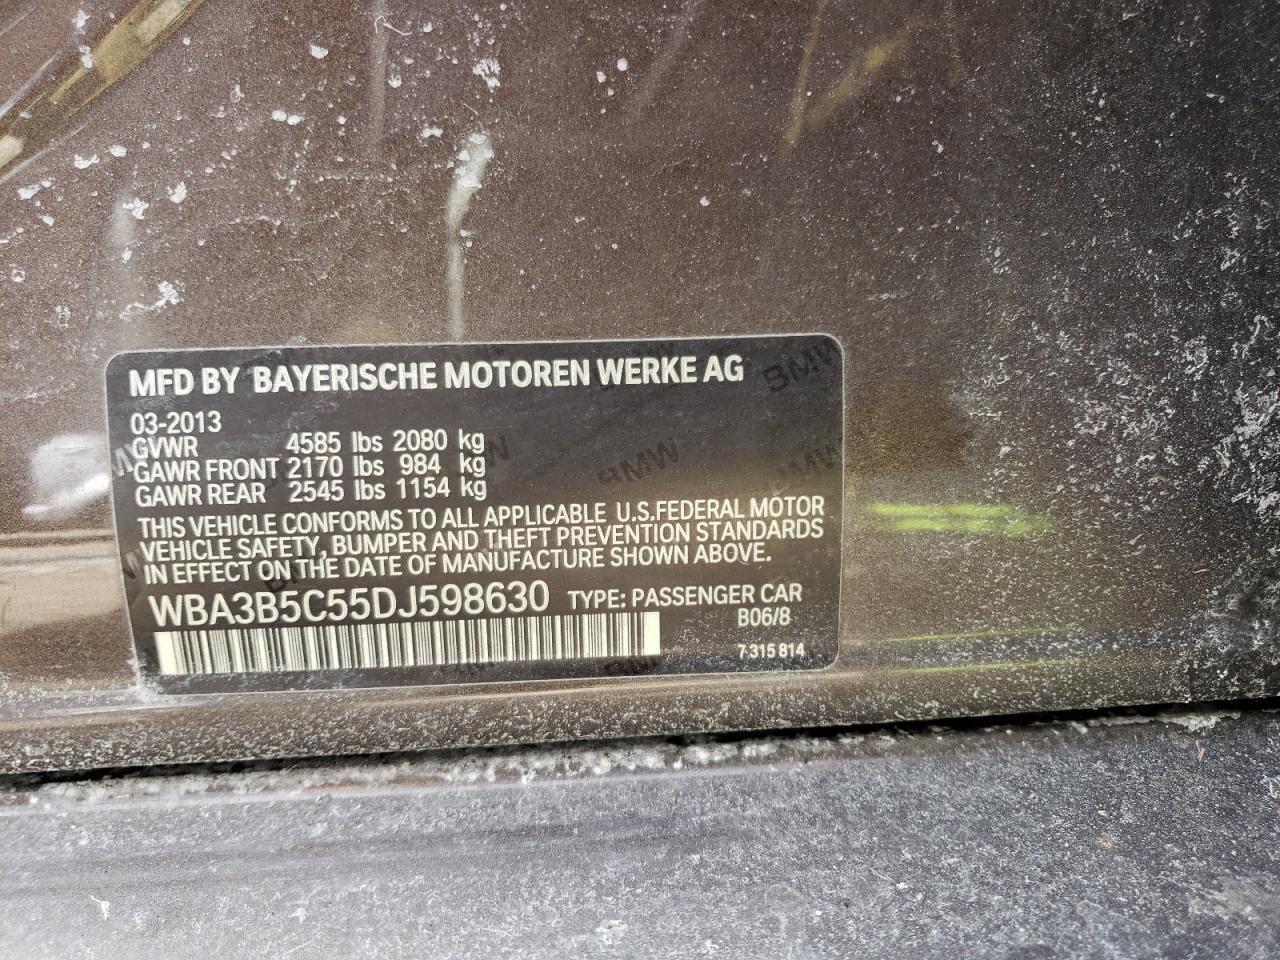 MFD BY BAYERISCHE MOTOREN WERKE AG
03-2013
GVWR 4585 lbs 2080 kg
GAWR FRONT 2170 lbs 984 kg
GAWR REAR 2545 lbs 1154 kg
THIS VEHICLE CONFORMS TO ALL APPLICABLE U.S.FEDERAL MOTOR
VEHICLE SAFETY, BUMPER AND THEFT PREVENTION STANDARDS
IN EFFECT ON THE DATE OF MANUFACTURE SHOWN ABOVE.
WBA3B5C55DJ598630 TYPE: PASSENGER CAR
B06/8
7 315 814
BMW
BMW
BMW